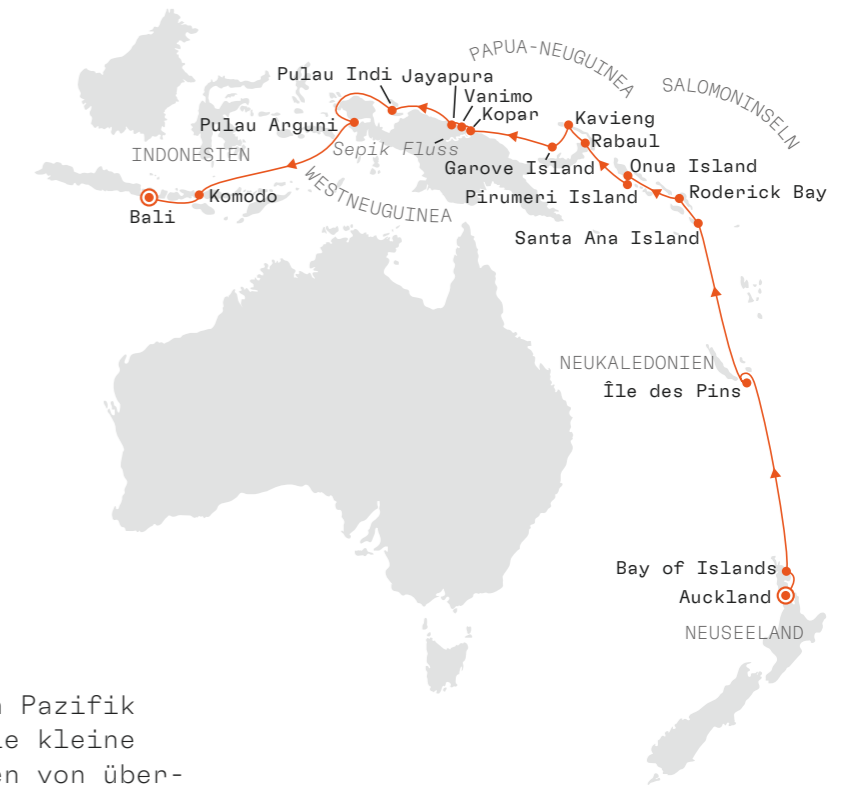 PAPUA-NEUGUINEA
SALOMONINSELN
Pulau Indi
Jayapura
Vanimo
Kopar
Kavieng
Pulau Arguni
Rabaul
Sepik Fluss
INDONESIEN
Garove Island
Onua Island
WESTNEUGUINEA
Pirumeri Island
Roderick Bay
Komodo
Bali
Santa Ana Island
NEUKALEDONIEN
Île des Pins
Bay of Islands
Auckland
NEUSEELAND
Pazifik
kleine
von über-